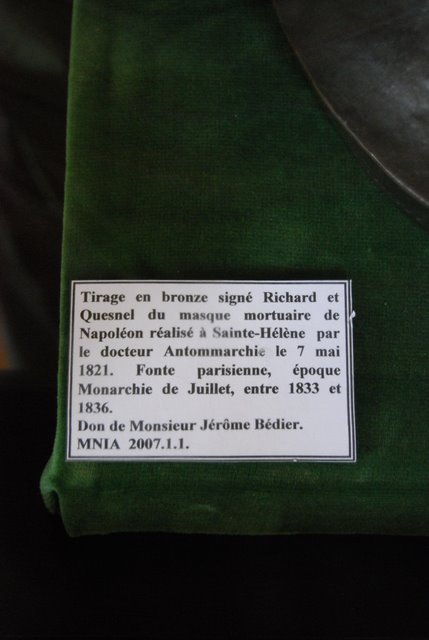 Tirage en bronze signé Richard et
Quesnel du masque mortuaire de
Napoléon réalisé à Sainte-Hélène par
le docteur Antommarchie le 7 mai
1821. Fonte parisienne, époque
Monarchie de Juillet, entre 1833 et
1836.
Don de Monsieur Jérôme Bédier.
MNIA 2007.1.1.